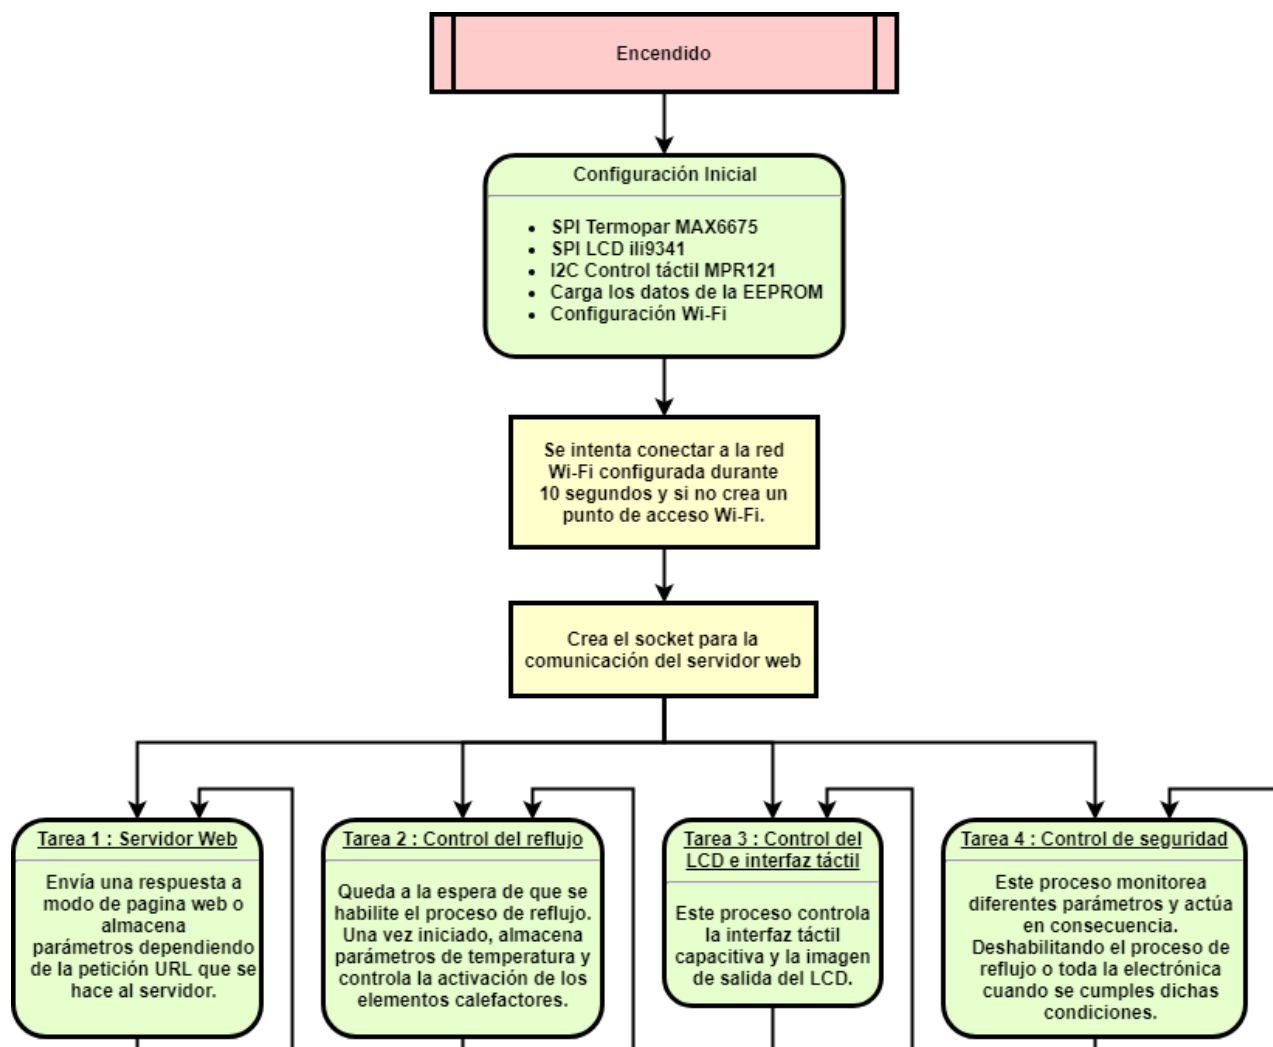 Encendido
Configuración Inicial
• SPI Termopar MAX6675
• SPI LCD ili9341
• I2C Control táctil MPR121
• Carga los datos de la EEPROM
• Configuración Wi-Fi
Se intenta conectar a la red
Wi-Fi configurada durante
10 segundos y si no crea un
punto de acceso Wi-Fi.
Crea el socket para la
comunicación del servidor web
Tarea 1 : Servidor Web
Envía una respuesta a
modo de pagina web o
almacena
parámetros dependiendo
de la petición URL que se
hace al servidor.
Tarea 2 : Control del reflujo
Queda a la espera de que se
habilite el proceso de reflujo.
Una vez iniciado, almacena
parámetros de temperatura y
controla la activación de los
elementos calefactores.
Tarea 3 : Control del
LCD e interfaz táctil
Este proceso controla
la interfaz táctil
capacitiva y la imagen
de salida del LCD.
Tarea 4 : Control de seguridad
Este proceso monitorea
diferentes parámetros y actúa
en consecuencia.
Deshabilitando el proceso de
reflujo o toda la electrónica
cuando se cumples dichas
condiciones.